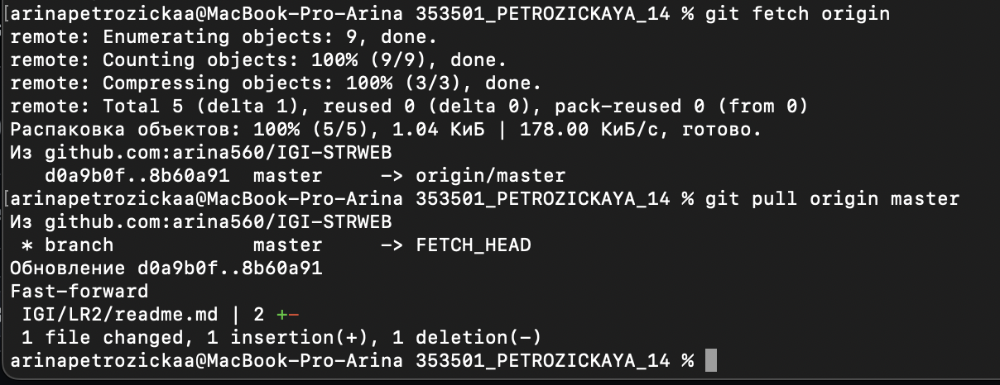 [arinapetrozickaa@MacBook-Pro-Arina 353501_PETROZICKAYA_14 % git fetch origin
remote: Enumerating objects: 9, done.
remote: Counting objects: 100% (9/9), done.
remote: Compressing objects: 100% (3/3), done.
remote: Total 5 (delta 1), reused 0 (delta 0), pack-reused 0 (from 0)
Распаковка объектов: 100% (5/5), 1.04 КиБ | 178.00 КиБ/с, готово.
Из github.com:arina560/IGI-STRWEB
   d0a9b0f..8b60a91  master     -> origin/master
[arinapetrozickaa@MacBook-Pro-Arina 353501_PETROZICKAYA_14 % git pull origin master
Из github.com:arina560/IGI-STRWEB
 * branch            master     -> FETCH_HEAD
Обновление d0a9b0f..8b60a91
Fast-forward
 IGI/LR2/readme.md | 2 +-
 1 file changed, 1 insertion(+), 1 deletion(-)
arinapetrozickaa@MacBook-Pro-Arina 353501_PETROZICKAYA_14 %